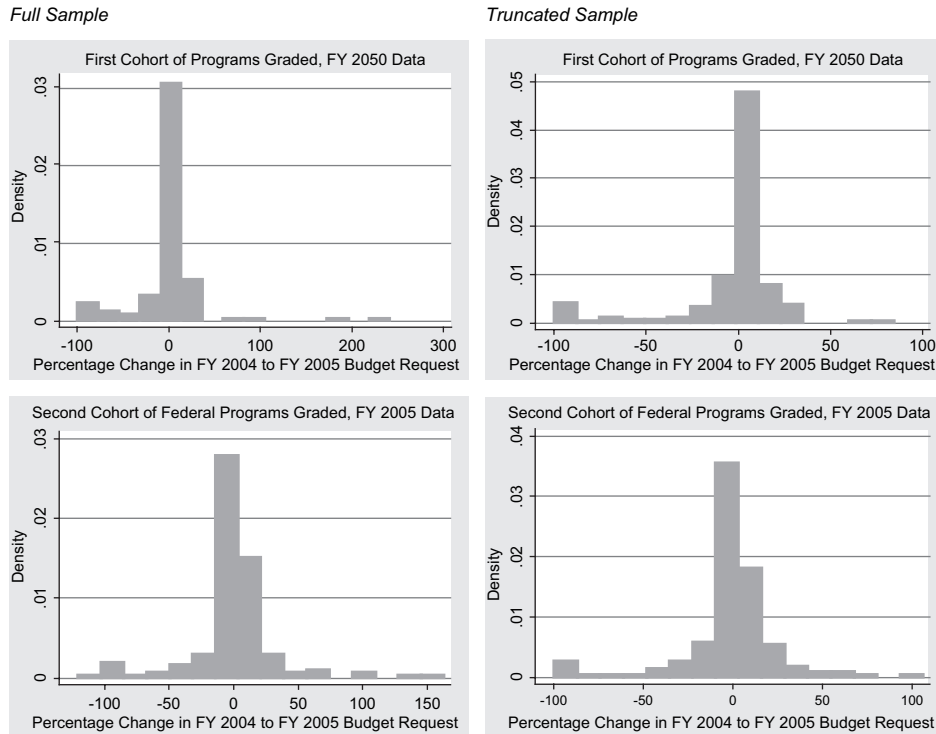 Full Sample
Truncated Sample
First Cohort of Programs Graded, FY 2050 Data
.03
.02
.01
0
Density
-100 0 100 200 300
Percentage Change in FY 2004 to FY 2005 Budget Request
First Cohort of Programs Graded, FY 2050 Data
.05
.04
.03
.02
.01
0
Density
-100 -50 0 50 100
Percentage Change in FY 2004 to FY 2005 Budget Request
Second Cohort of Federal Programs Graded, FY 2005 Data
.03
.02
.01
0
Density
-100 -50 0 50 100 150
Percentage Change in FY 2004 to FY 2005 Budget Request
Second Cohort of Federal Programs Graded, FY 2005 Data
.04
.03
.02
.01
0
Density
-100 -50 0 50 100
Percentage Change in FY 2004 to FY 2005 Budget Request